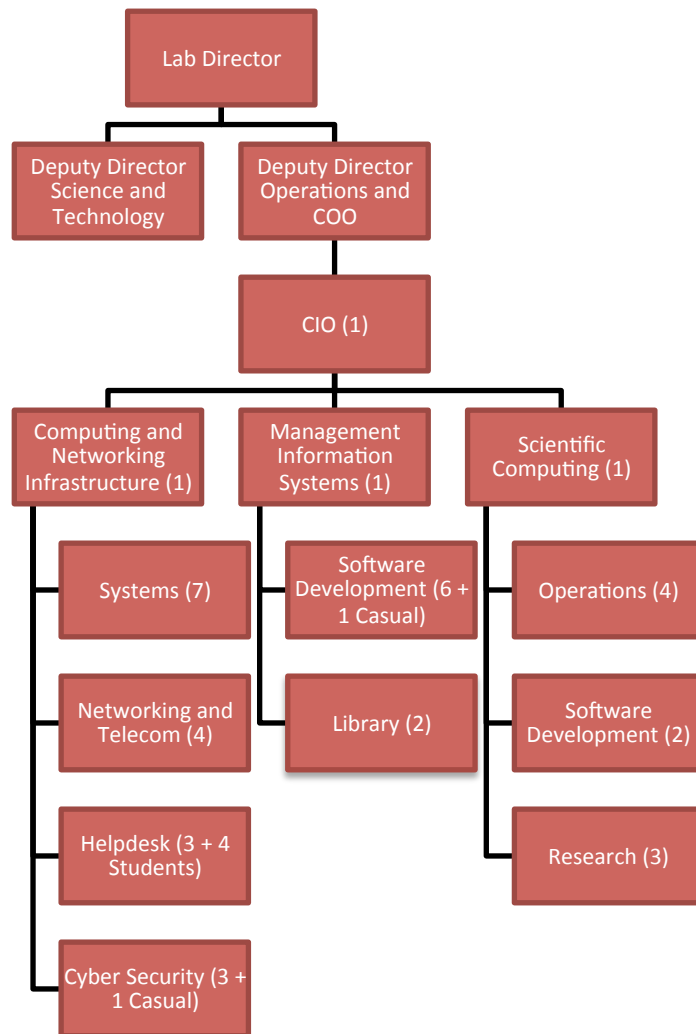 Lab Director
Deputy Director
Science and
Technology
Deputy Director
Operations and
COO
CIO (1)
Computing and
Networking
Infrastructure (1)
Management
Information
Systems (1)
Scientific
Computing (1)
Systems (7)
Software
Development (6 +
1 Casual)
Operations (4)
Networking and
Telecom (4)
Library (2)
Software
Development (2)
Helpdesk (3 + 4
Students)
Research (3)
Cyber Security (3 +
1 Casual)